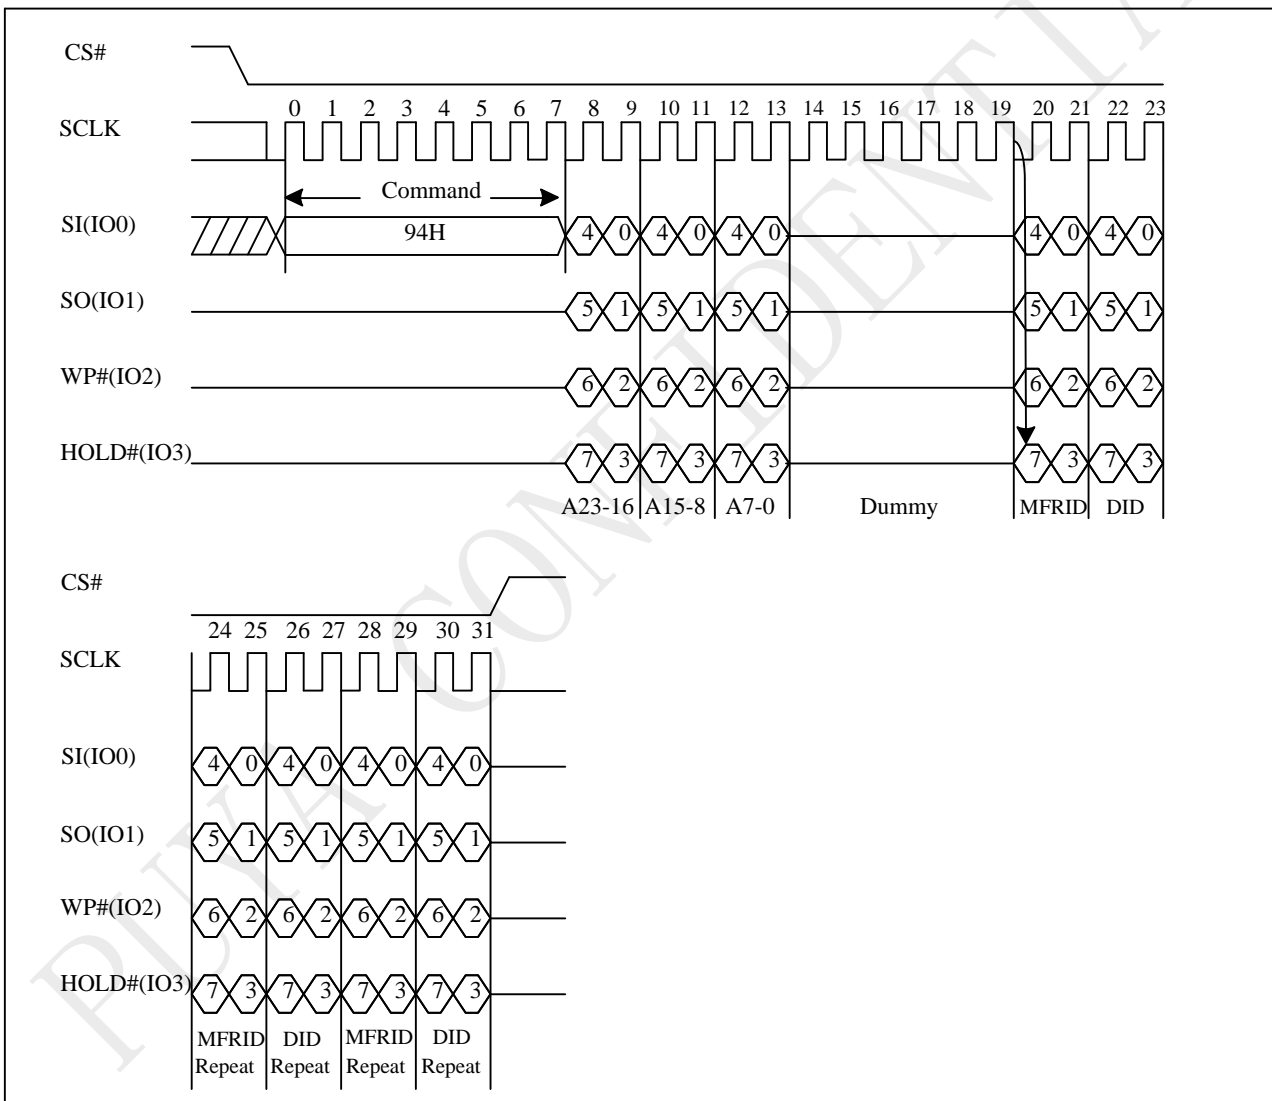 CS#
0 1 2 3 4 5 6 7 8 9 10 11 12 13 14 15 16 17 18 19 20 21 22 23
SCLK
Command
SI(IO0) 94H 4 0 4 0 4 0 4 0 4 0
SO(IO1) 5 1 5 1 5 1 5 1 5 1
WP#(IO2) 6 2 6 2 6 2 6 2 6 2
HOLD#(IO3) 7 3 7 3 7 3 7 3 7 3
A23-16 A15-8 A7-0 Dummy MFRID DID
CS#
24 25 26 27 28 29 30 31
SCLK
SI(IO0) 4 0 4 0 4 0 4 0
SO(IO1) 5 1 5 1 5 1 5 1
WP#(IO2) 6 2 6 2 6 2 6 2
HOLD#(IO3) 7 3 7 3 7 3 7 3
MFRID DID MFRID DID
Repeat Repeat Repeat Repeat
PUYA CONFIDENTIA